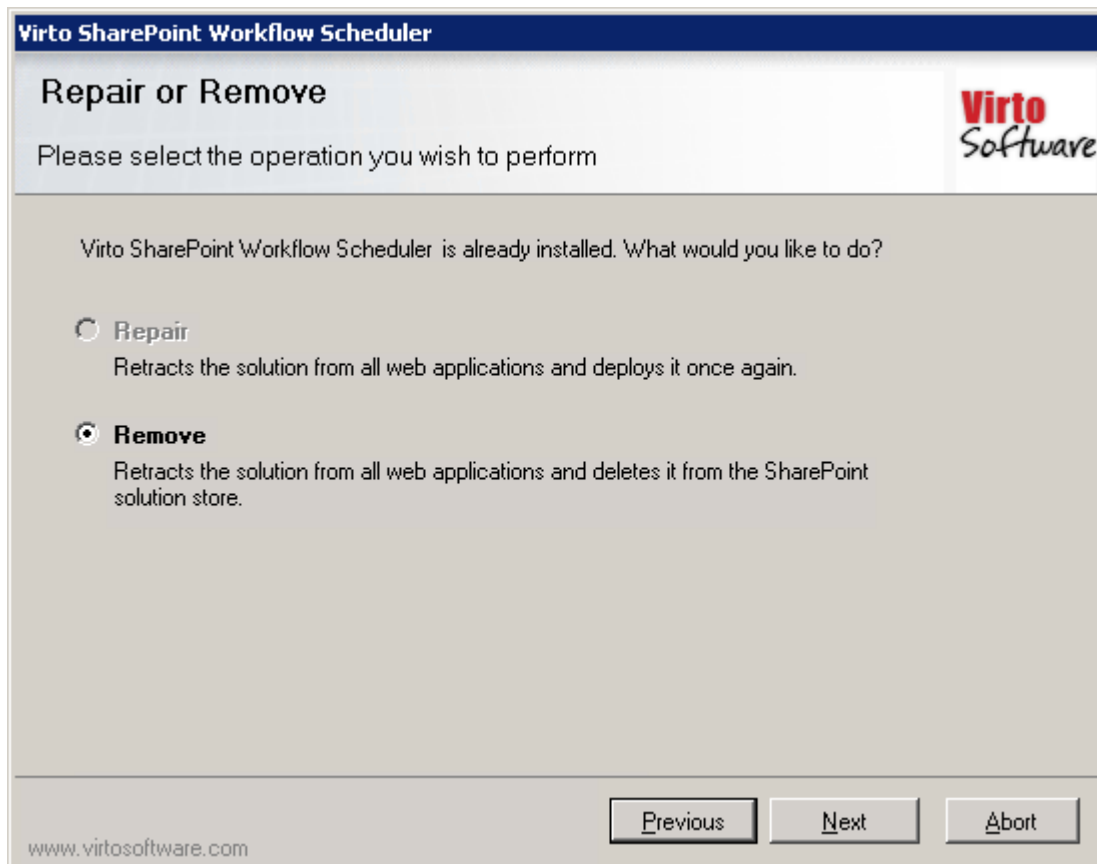 Virto SharePoint Workflow Scheduler
Repair or Remove
Please select the operation you wish to perform
Virto
Software
Virto SharePoint Workflow Scheduler is already installed. What would you like to do?
Repair
Retracts the solution from all web applications and deploys it once again.
Remove
Retracts the solution from all web applications and deletes it from the SharePoint
solution store.
Previous
Next
Abort
www.virtosoftware.com